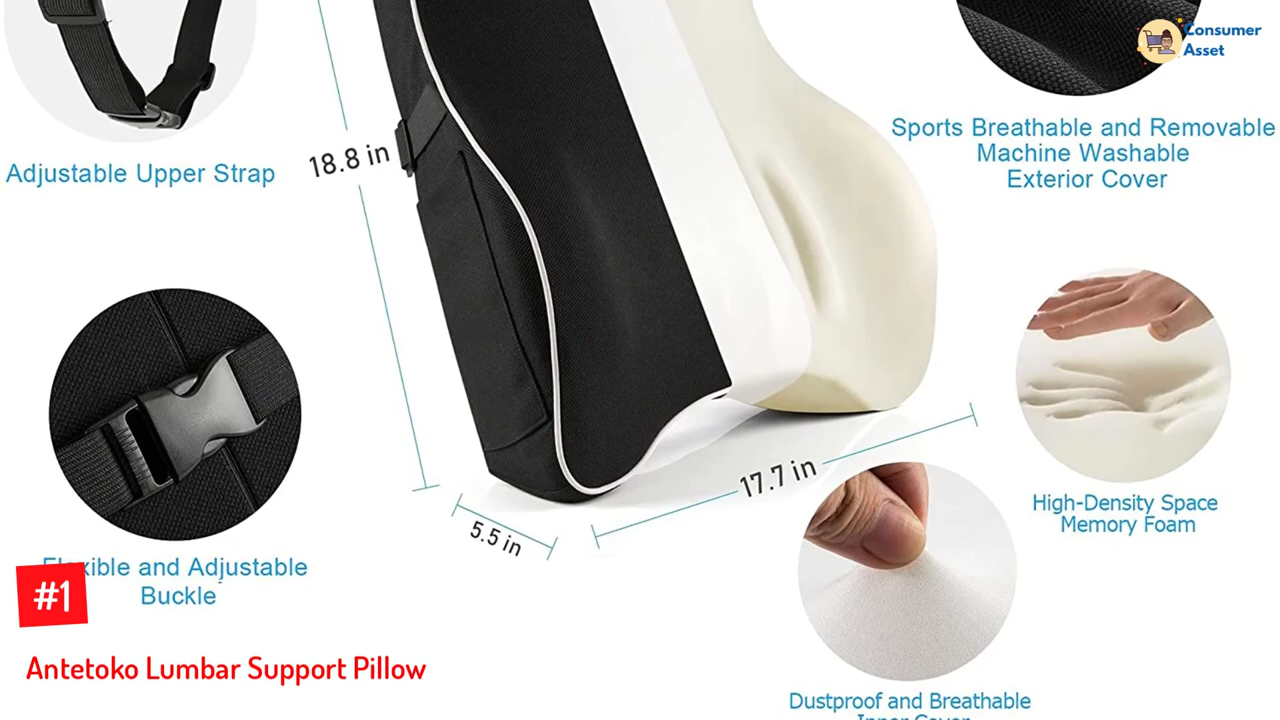 Consumer
Asset
Adjustable Upper Strap
18.8 in
Sports Breathable and Removable
Machine Washable
Exterior Cover
17.7 in
5.5 in
High-Density Space
Memory Foam
Flexible and Adjustable
Buckle
#1
Antetoko Lumbar Support Pillow
Dustproof and Breathable
Inner Cover